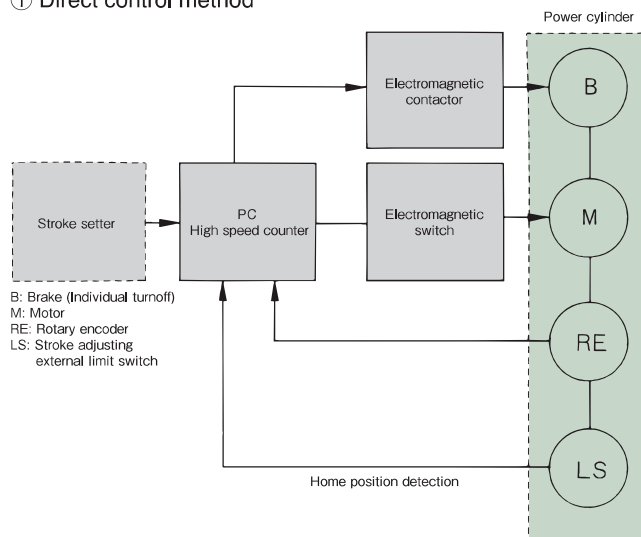 ① Direct control method
Power cylinder
Electromagnetic
contactor
B
Stroke setter
PC
High speed counter
Electromagnetic
switch
M
B: Brake (Individual turnoff)
M: Motor
RE: Rotary encoder
LS: Stroke adjusting
external limit switch
RE
LS
Home position detection